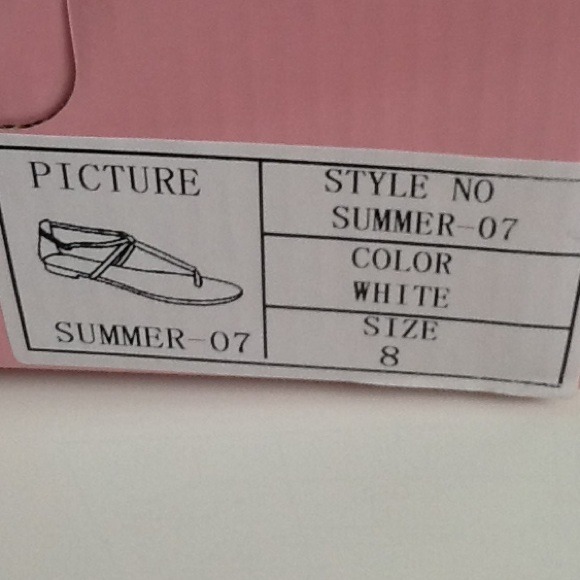 PICTURE
SUMMER-07
STYLE NO
SUMMER-07
COLOR
WHITE
SIZE
8